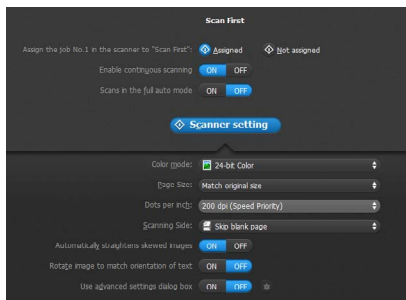 Scan First
Assign the job No.1 in the scanner to "Scan First": Assigned Not assigned
Enable continuous scanning ON OFF
Scans in the full auto mode ON OFF
Scanner setting
Color mode: 24-bit Color
Page Size: Match original size
Dots per inch: 200 dpi (Speed Priority)
Scanning Side: Skip blank page
Automatically straightens skewed images ON OFF
Rotate image to match orientation of text ON OFF
Use advanced settings dialog box ON OFF